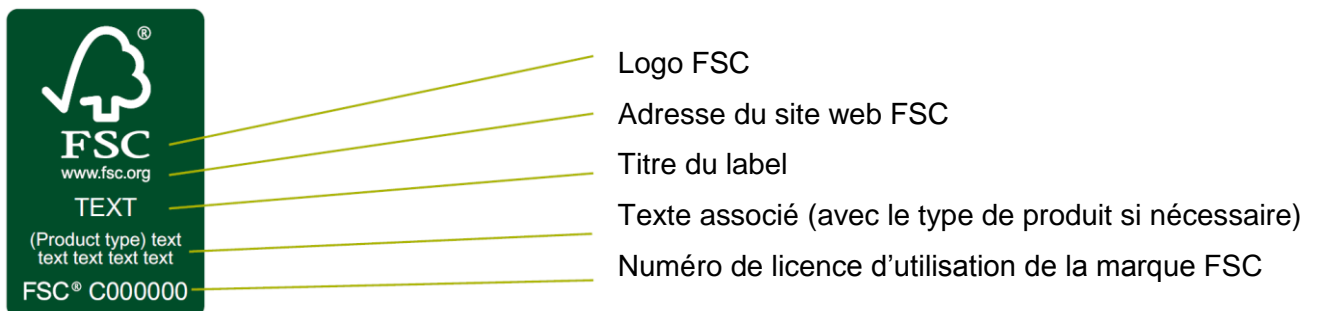 ®
FSC
www.fsc.org
TEXT
(Product type) text
text text text text
FSC® C000000
Logo FSC
Adresse du site web FSC
Titre du label
Texte associé (avec le type de produit si nécessaire)
Numéro de licence d’utilisation de la marque FSC